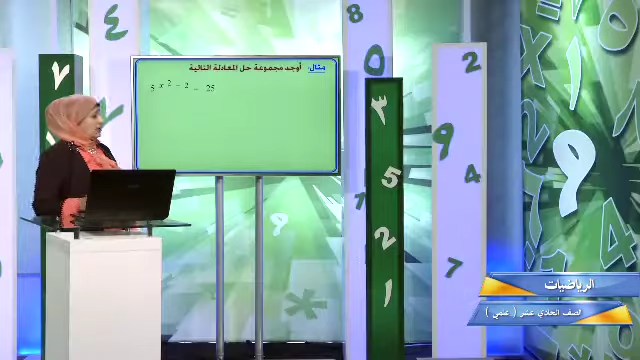 مثال: أوجد مجموعة حل المعادلة التالية
5 x² − 2 = 25
الرياضيات
الصف الحادي عشر ( علمي )